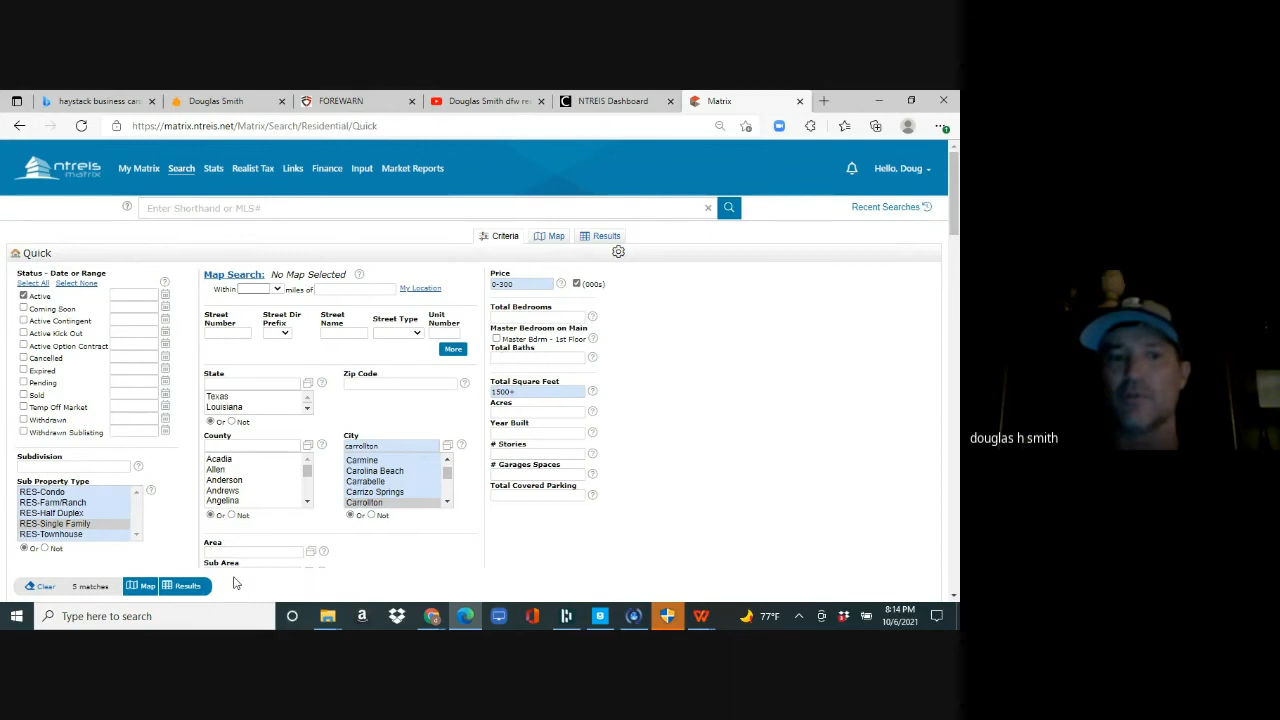 haystack business card
Douglas Smith
FOREWARN
Douglas Smith dfw re
NTREIS Dashboard
Matrix
https://matrix.ntreis.net/Matrix/Search/Residential/Quick
ntreis
matrix
My Matrix
Search
Stats
Realist Tax
Links
Finance
Input
Market Reports
Hello, Doug
Enter Shorthand or MLS#
Recent Searches
Criteria
Map
Results
Quick
Status - Date or Range
Select All
Select None
Active
Coming Soon
Active Contingent
Active Kick Out
Active Option Contract
Cancelled
Expired
Pending
Sold
Temp Off Market
Withdrawn
Withdrawn Sublisting
Subdivision
Sub Property Type
RES-Condo
RES-Farm/Ranch
RES-Half Duplex
RES-Single Family
RES-Townhouse
Or Not
Map Search: No Map Selected
Within miles of
My Location
Street Number
Street Dir Prefix
Street Name
Street Type
Unit Number
More
State
Texas
Louisiana
Or Not
Zip Code
County
Acadia
Allen
Anderson
Andrews
Angelina
Or Not
City
carrollton
Carmine
Carolina Beach
Carrabelle
Carrizo Springs
Carrollton
Or Not
Area
Sub Area
Price
0-300
(000s)
Total Bedrooms
Master Bedroom on Main
Master Bdrm - 1st Floor
Total Baths
Total Square Feet
1500+
Acres
Year Built
# Stories
# Garages Spaces
Total Covered Parking
Clear
5 matches
Map
Results
Type here to search
77°F
8:14 PM
10/6/2021
douglas h smith